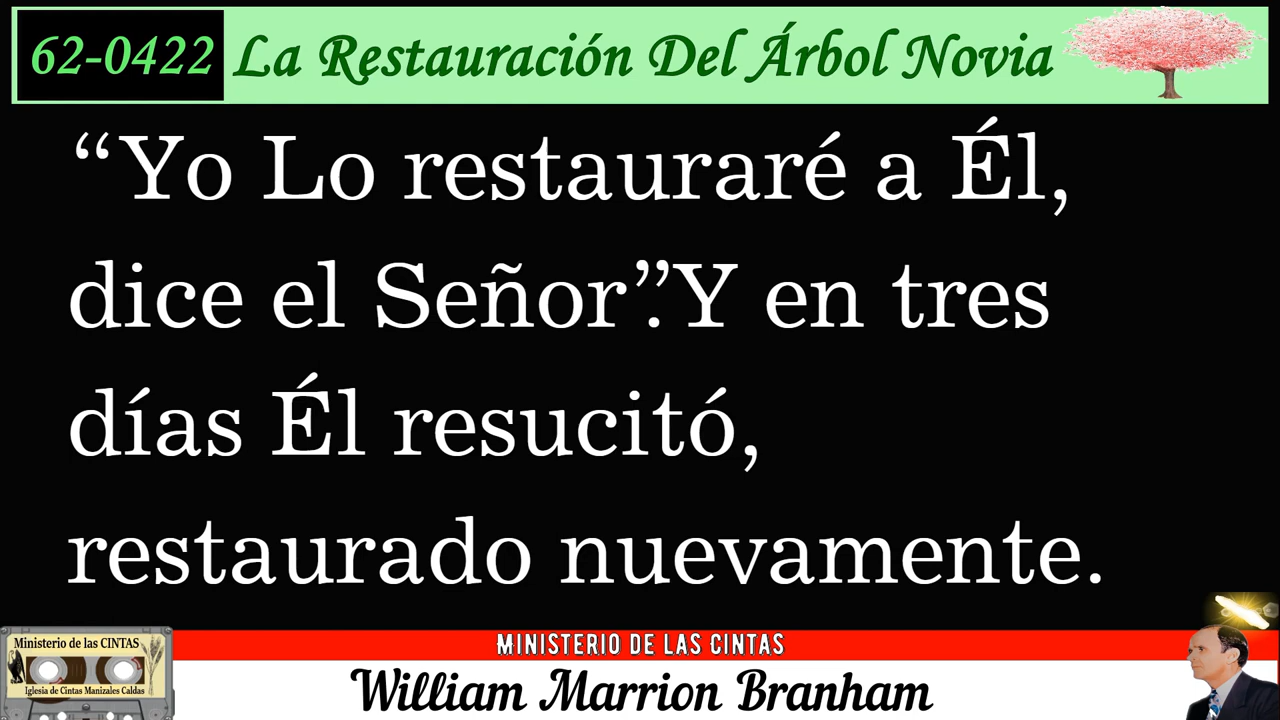 62-0422 La Restauración Del Árbol Novia
“Yo Lo restauraré a Él,
dice el Señor”.Y en tres
días Él resucitó,
restaurado nuevamente.
MINISTERIO DE LAS CINTAS
Ministerio de las CINTAS
Iglesia de Cintas Manizales Caldas
William Marrion Branham